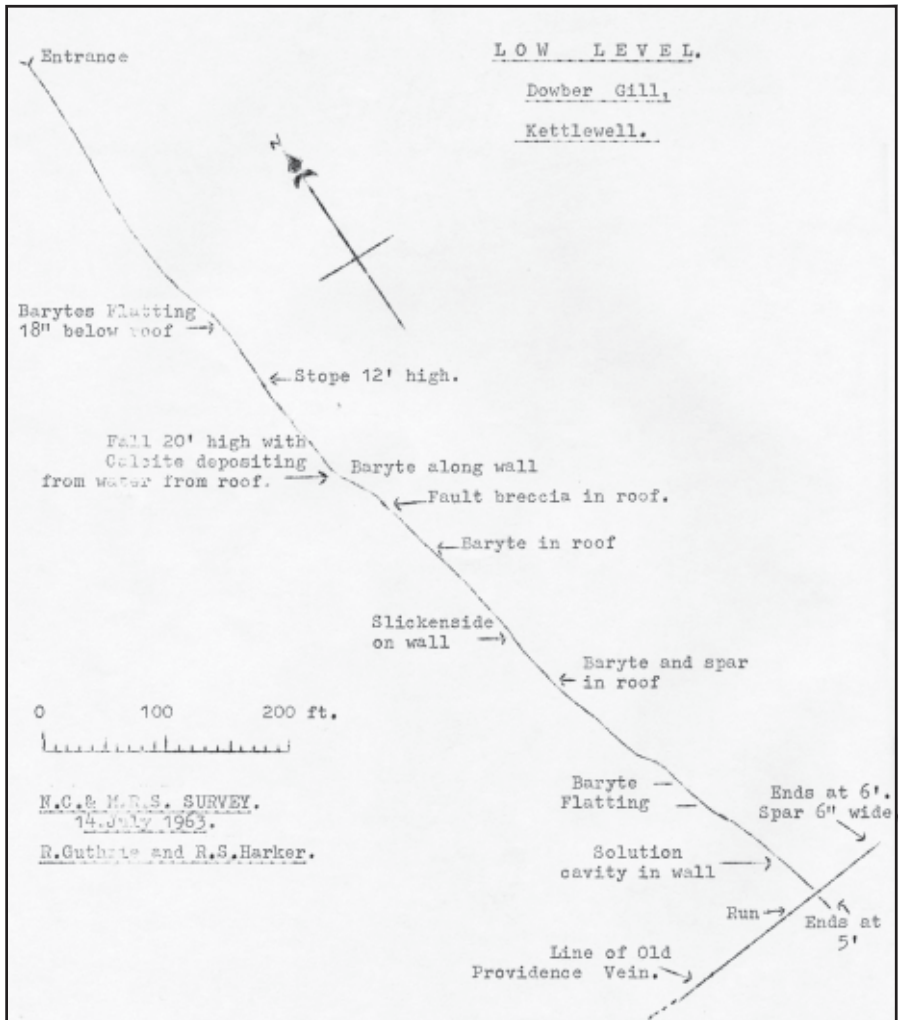 LOW LEVEL.
Dowber Gill,
Kettlewell.
Entrance
N
Barytes Flatting
18" below roof
Stope 12' high.
Fall 20' high with
Calcite depositing
from water from roof.
Baryte along wall
Fault breccia in roof.
Baryte in roof
Slickenside
on wall
Baryte and spar
in roof
0 100 200 ft.
N.C.& M.R.S. SURVEY.
14.July 1963.
R.Guthrie and R.S.Harker.
Baryte
Flatting
Ends at 6'.
Spar 6" wide
Solution
cavity in wall
Run
Ends at
5'
Line of Old
Providence Vein.